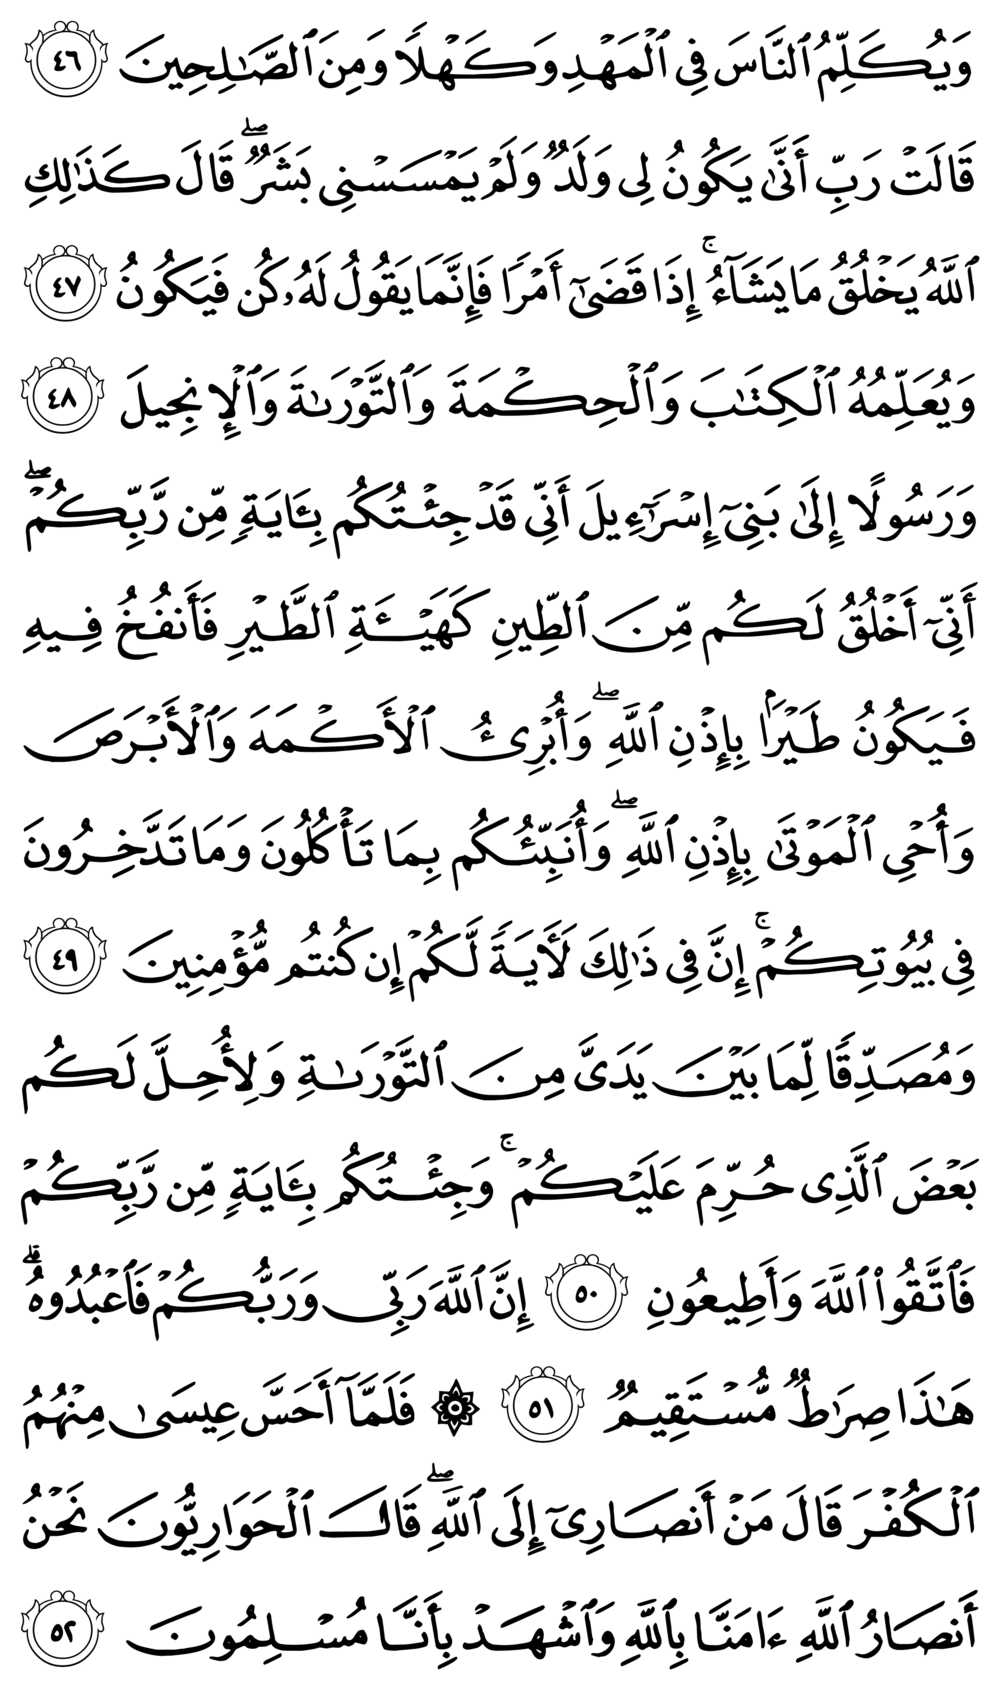 وَيُكَلِّمُ ٱلنَّاسَ فِي ٱلۡمَهۡدِ وَكَهۡلٗا وَمِنَ ٱلصَّٰلِحِينَ ٤٦
قَالَتۡ رَبِّ أَنَّىٰ يَكُونُ لِي وَلَدٞ وَلَمۡ يَمۡسَسۡنِي بَشَرٞۖ قَالَ كَذَٰلِكِ
ٱللَّهُ يَخۡلُقُ مَا يَشَآءُۚ إِذَا قَضَىٰٓ أَمۡرٗا فَإِنَّمَا يَقُولُ لَهُۥ كُن فَيَكُونُ ٤٧
وَيُعَلِّمُهُ ٱلۡكِتَٰبَ وَٱلۡحِكۡمَةَ وَٱلتَّوۡرَىٰةَ وَٱلۡإِنجِيلَ ٤٨
وَرَسُولًا إِلَىٰ بَنِيٓ إِسۡرَٰٓءِيلَ أَنِّي قَدۡ جِئۡتُكُم بِـَٔايَةٖ مِّن رَّبِّكُمۡۖ
أَنِّيٓ أَخۡلُقُ لَكُم مِّنَ ٱلطِّينِ كَهَيۡـَٔةِ ٱلطَّيۡرِ فَأَنفُخُ فِيهِ
فَيَكُونُ طَيۡرَۢا بِإِذۡنِ ٱللَّهِۖ وَأُبۡرِئُ ٱلۡأَكۡمَهَ وَٱلۡأَبۡرَصَ
وَأُحۡيِ ٱلۡمَوۡتَىٰ بِإِذۡنِ ٱللَّهِۖ وَأُنَبِّئُكُم بِمَا تَأۡكُلُونَ وَمَا تَدَّخِرُونَ
فِي بُيُوتِكُمۡۚ إِنَّ فِي ذَٰلِكَ لَأٓيَةٗ لَّكُمۡ إِن كُنتُم مُّؤۡمِنِينَ ٤٩
وَمُصَدِّقٗا لِّمَا بَيۡنَ يَدَيَّ مِنَ ٱلتَّوۡرَىٰةِ وَلِأُحِلَّ لَكُم
بَعۡضَ ٱلَّذِي حُرِّمَ عَلَيۡكُمۡۚ وَجِئۡتُكُم بِـَٔايَةٖ مِّن رَّبِّكُمۡ
فَٱتَّقُواْ ٱللَّهَ وَأَطِيعُونِ ٥٠ إِنَّ ٱللَّهَ رَبِّي وَرَبُّكُمۡ فَٱعۡبُدُوهُۚۗ
هَٰذَا صِرَٰطٞ مُّسۡتَقِيمٞ ٥١ ۞ فَلَمَّآ أَحَسَّ عِيسَىٰ مِنۡهُمُ
ٱلۡكُفۡرَ قَالَ مَنۡ أَنصَارِيٓ إِلَى ٱللَّهِۖ قَالَ ٱلۡحَوَارِيُّونَ نَحۡنُ
أَنصَارُ ٱللَّهِ ءَامَنَّا بِٱللَّهِ وَٱشۡهَدۡ بِأَنَّا مُسۡلِمُونَ ٥٢